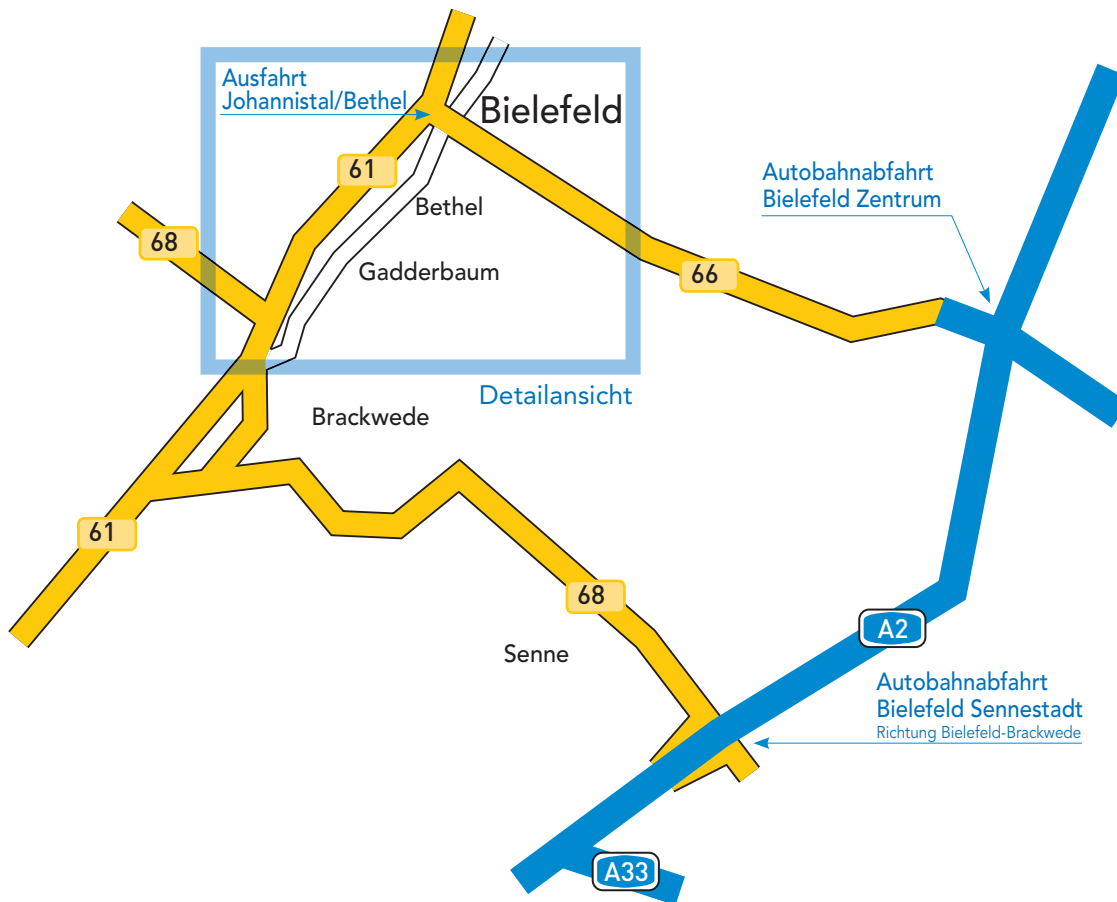 Ausfahrt
Johannistal/Bethel
Bielefeld
61
Autobahnabfahrt
Bielefeld Zentrum
Bethel
68
Gadderbaum
66
Detailansicht
Brackwede
61
68
A2
Senne
Autobahnabfahrt
Bielefeld Sennestadt
Richtung Bielefeld-Brackwede
A33